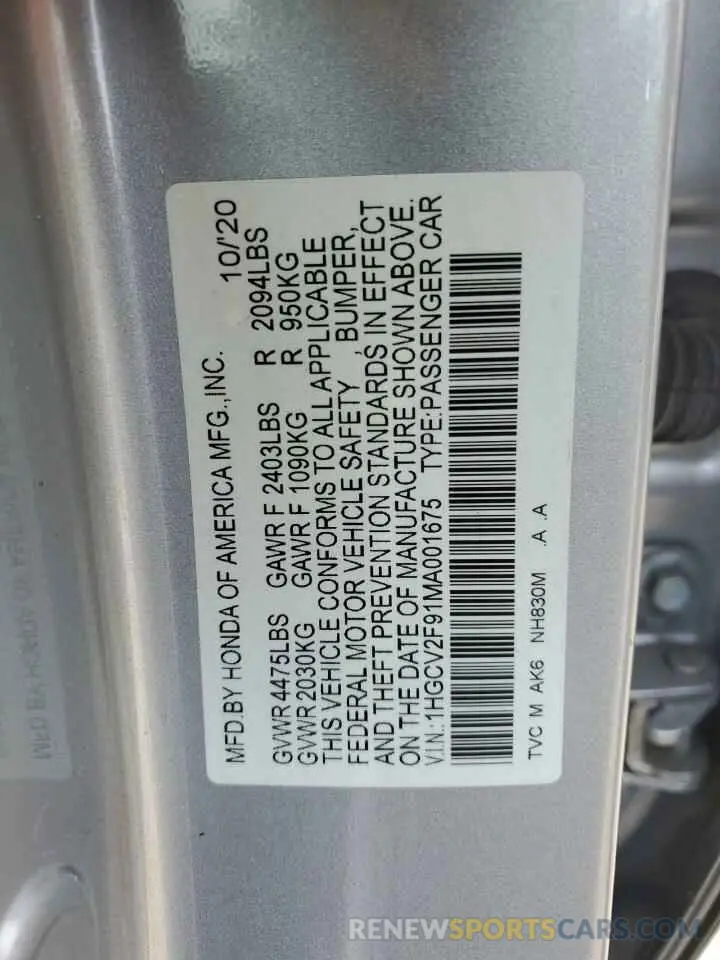 MFD.BY HONDA OF AMERICA MFG.,INC. 10/'20
GVWR 4475LBS GAWR F 2403LBS R 2094LBS
GVWR 2030KG GAWR F 1090KG R 950KG
THIS VEHICLE CONFORMS TO ALL APPLICABLE
FEDERAL MOTOR VEHICLE SAFETY , BUMPER,
AND THEFT PREVENTION STANDARDS IN EFFECT
ON THE DATE OF MANUFACTURE SHOWN ABOVE.
V.I.N.:1HGCV2F91MA001675 TYPE:PASSENGER CAR
TVC M AK6 NH830M .A .A
RENEWSPORTSCARS.COM